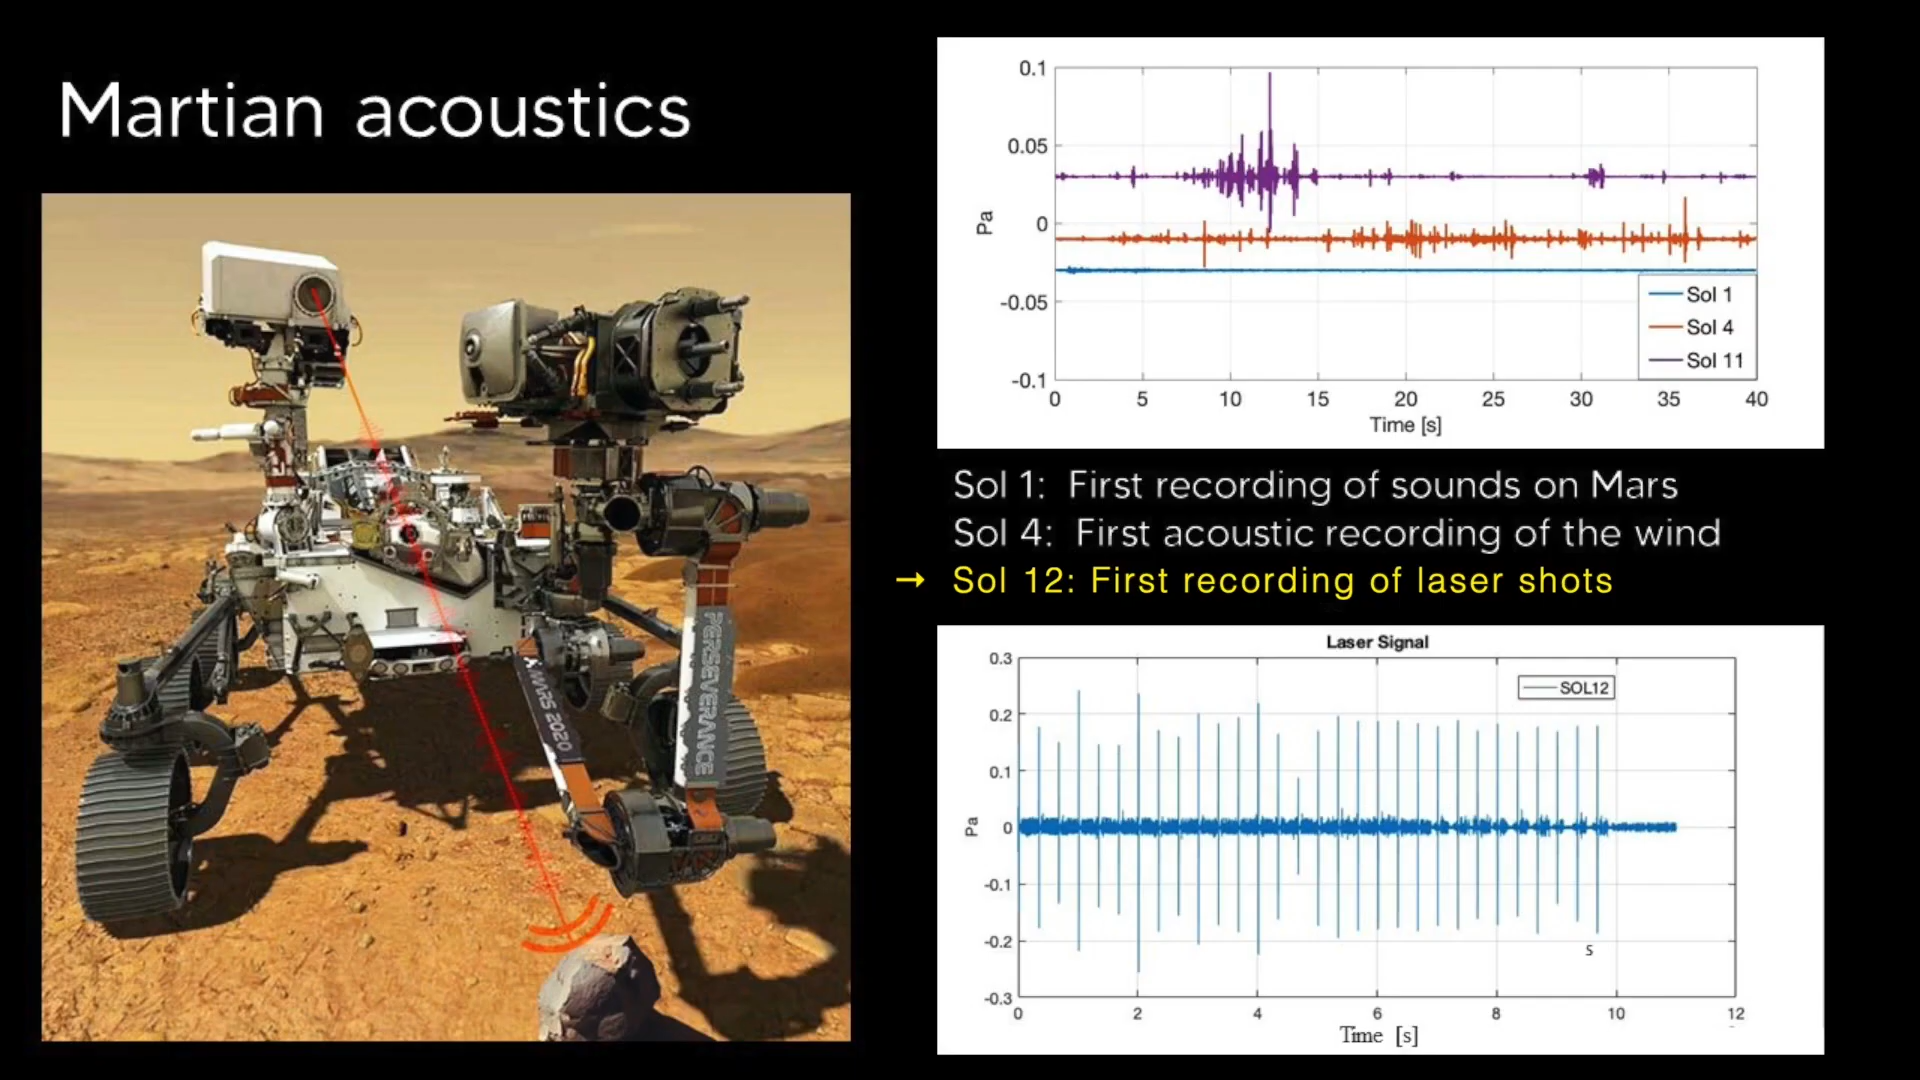 Martian acoustics
PERSEVERANCE
MARS 2020
0.1
0.05
0
-0.05
-0.1
Pa
0 5 10 15 20 25 30 35 40
Time [s]
Sol 1
Sol 4
Sol 11
Sol 1: First recording of sounds on Mars
Sol 4: First acoustic recording of the wind
→ Sol 12: First recording of laser shots
Laser Signal
SOL12
0.3
0.2
0.1
0
-0.1
-0.2
-0.3
Pa
s
0 2 4 6 8 10 12
Time [s]